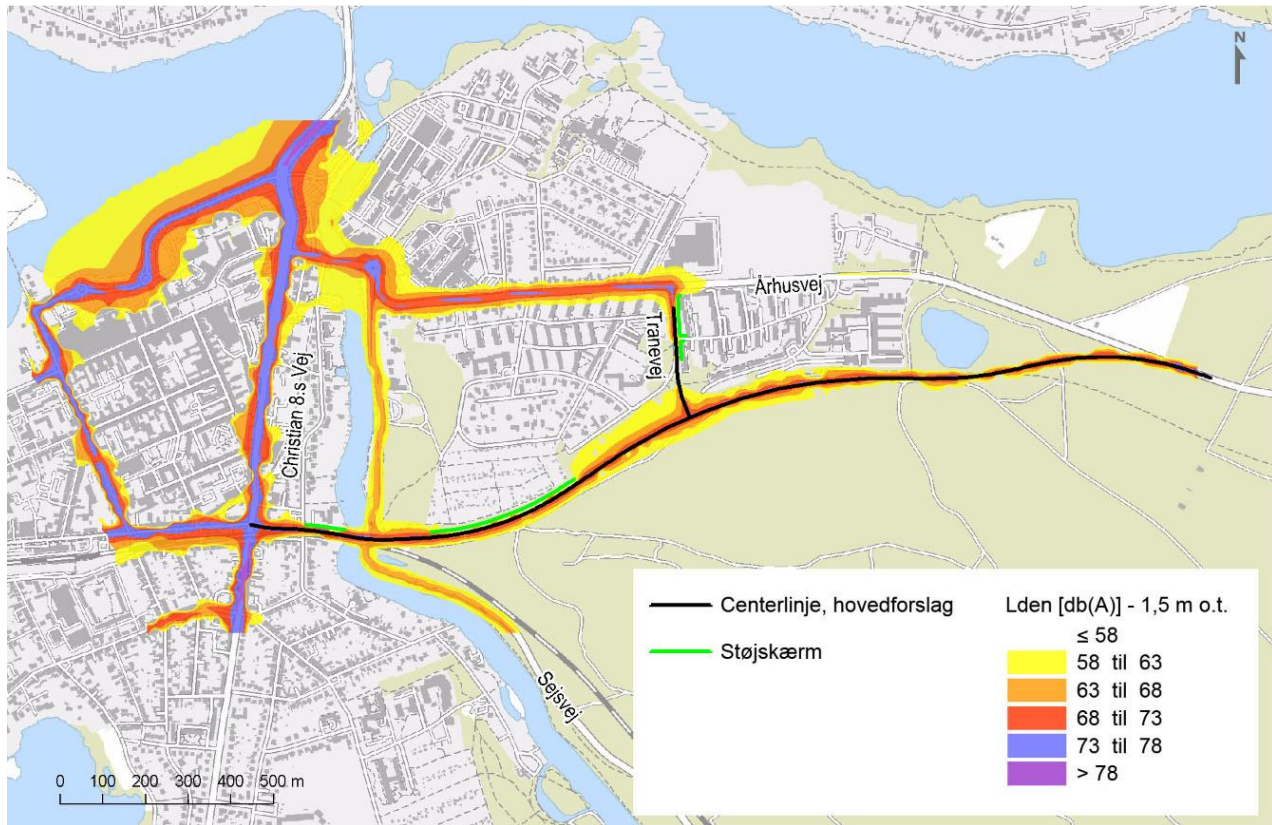 N
Århusvej
Tranevej
Christian 8.s Vej
Sejsvej
Centerlinje, hovedforslag
Støjskærm
Lden [db(A)] - 1,5 m o.t.
≤ 58
58 til 63
63 til 68
68 til 73
73 til 78
> 78
0 100 200 300 400 500 m